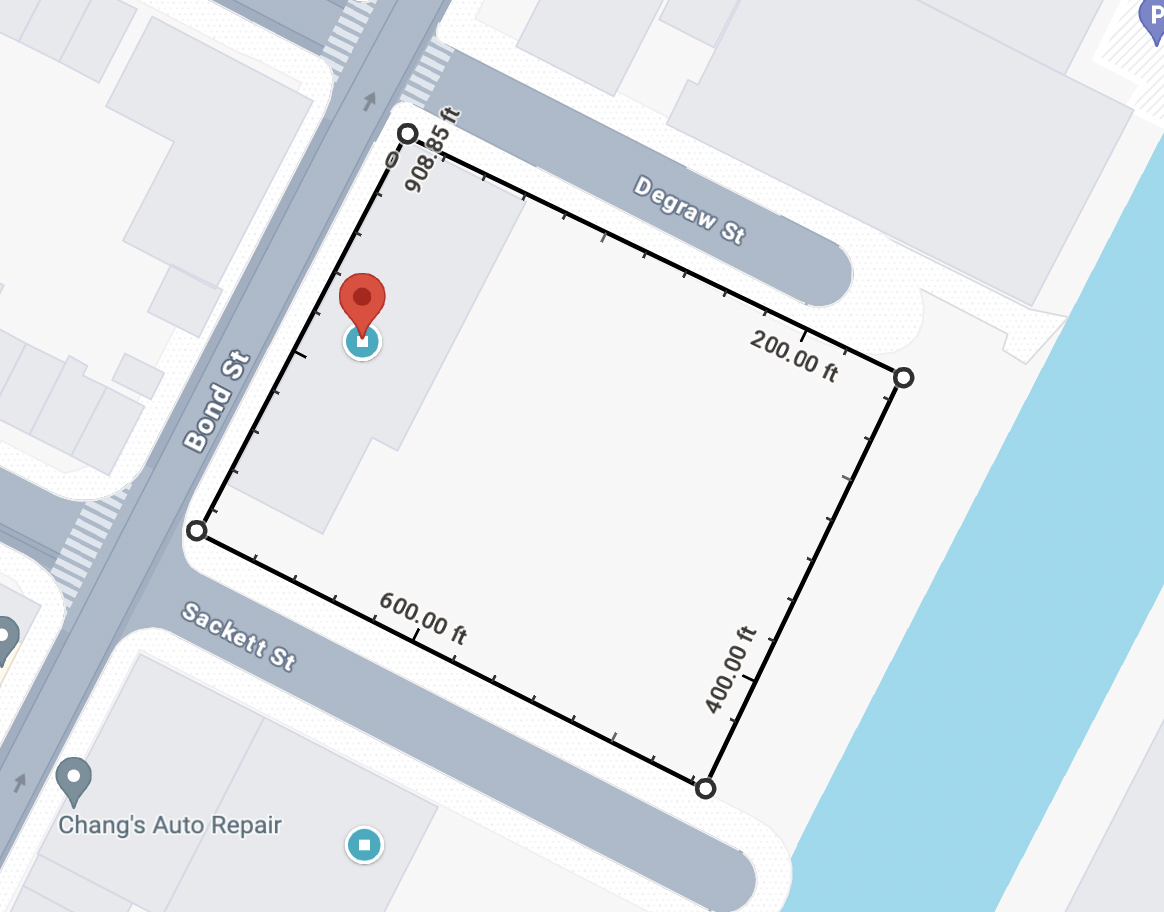 P
0
908.85 ft
Degraw St
200.00 ft
Bond St
600.00 ft
400.00 ft
Sackett St
Chang's Auto Repair